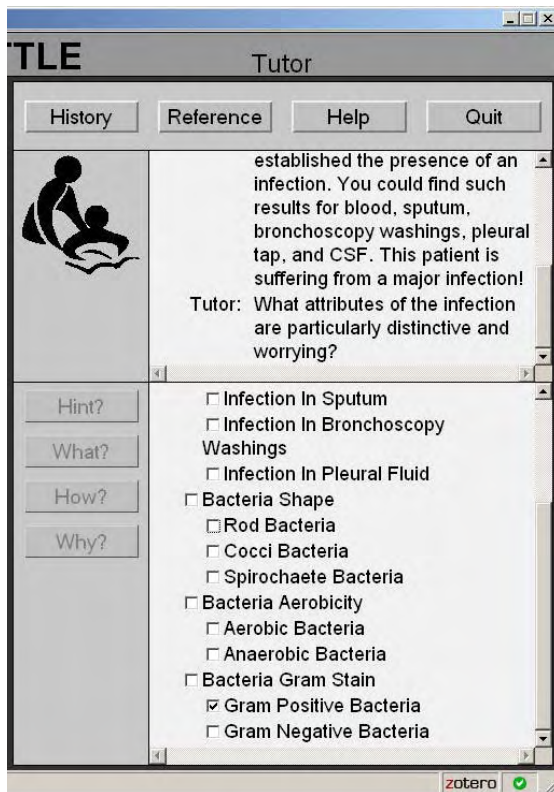 TTLE
Tutor
History
Reference
Help
Quit
established the presence of an
infection. You could find such
results for blood, sputum,
bronchoscopy washings, pleural
tap, and CSF. This patient is
suffering from a major infection!
Tutor: What attributes of the infection
are particularly distinctive and
worrying?
Hint?
What?
How?
Why?
Infection In Sputum
Infection In Bronchoscopy
Washings
Infection In Pleural Fluid
Bacteria Shape
Rod Bacteria
Cocci Bacteria
Spirochaete Bacteria
Bacteria Aerobicity
Aerobic Bacteria
Anaerobic Bacteria
Bacteria Gram Stain
Gram Positive Bacteria
Gram Negative Bacteria
zotero